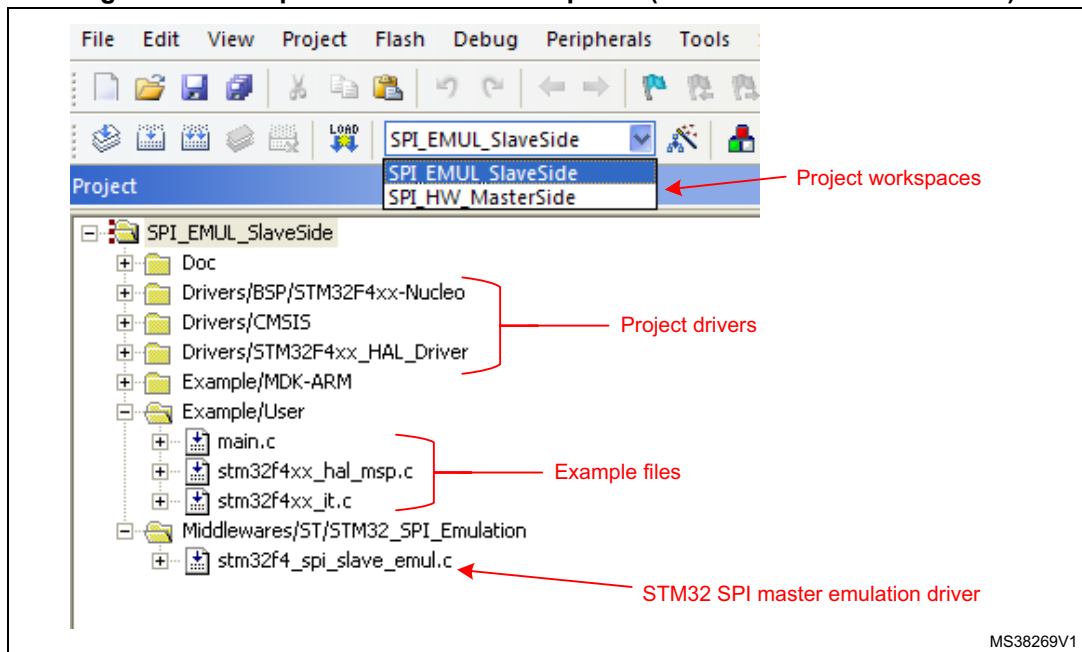 File Edit View Project Flash Debug Peripherals Tools
LOAD
SPI_EMUL_SlaveSide
SPI_EMUL_SlaveSide
SPI_HW_MasterSide
Project workspaces
Project
SPI_EMUL_SlaveSide
Doc
Drivers/BSP/STM32F4xx-Nucleo
Drivers/CMSIS
Project drivers
Drivers/STM32F4xx_HAL_Driver
Example/MDK-ARM
Example/User
main.c
stm32f4xx_hal_msp.c
Example files
stm32f4xx_it.c
Middlewares/ST/STM32_SPI_Emulation
stm32f4_spi_slave_emul.c
STM32 SPI master emulation driver
MS38269V1